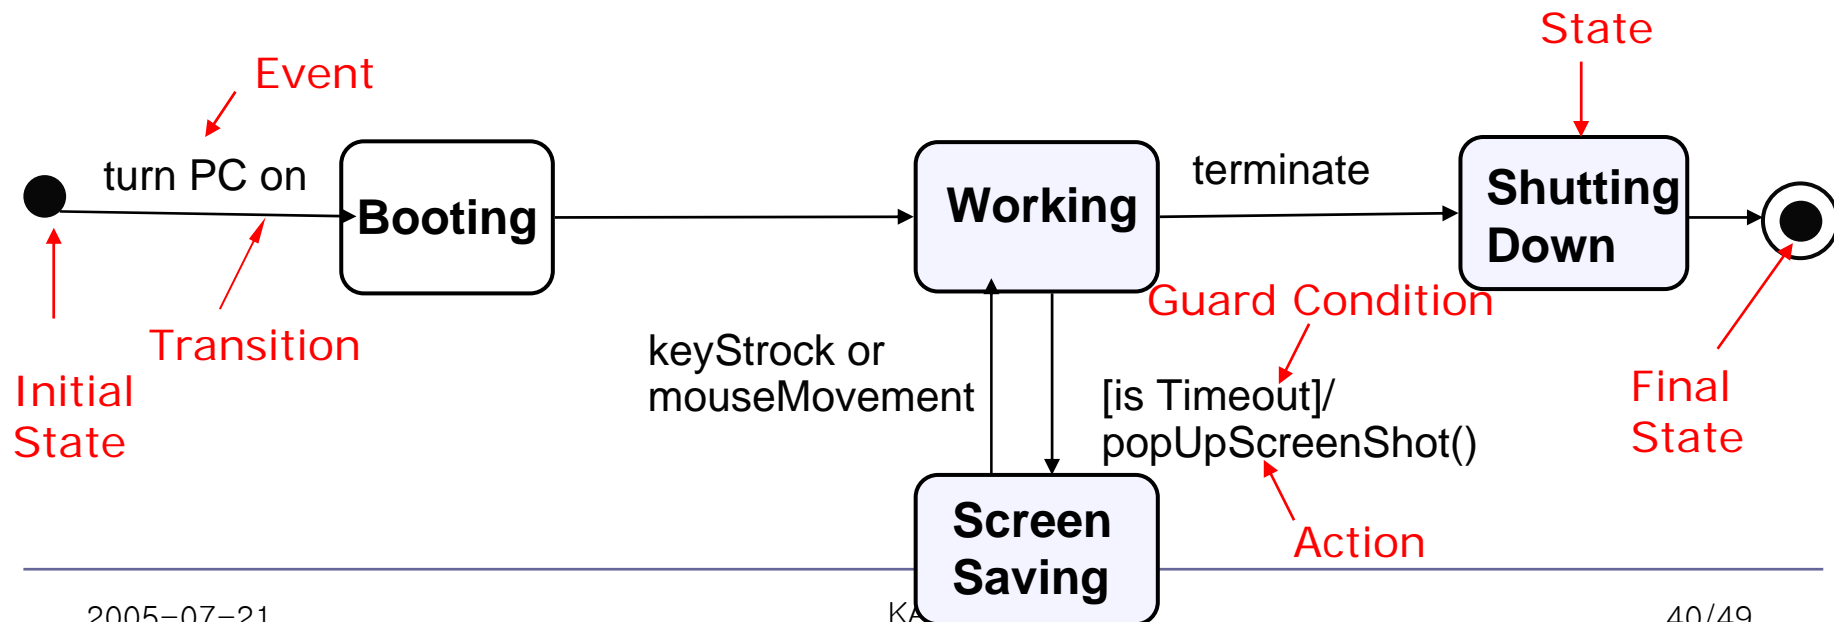 State
Event
turn PC on
Booting
Working
terminate
Shutting
Down
Transition
Initial
State
keyStrock or
mouseMovement
Guard Condition
[is Timeout]/
popUpScreenShot()
Final
State
Screen
Saving
Action
2005-07-21
40/49